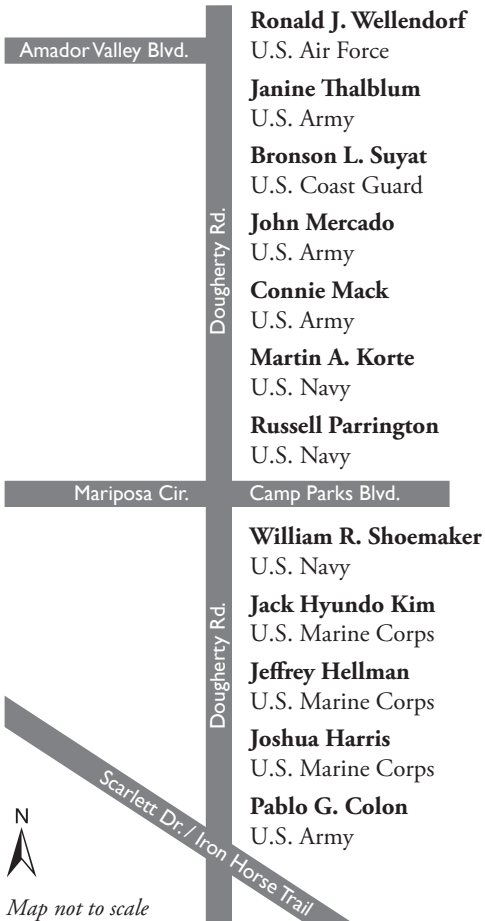 Ronald J. Wellendorf
Amador Valley Blvd.
U.S. Air Force
Janine Thalblum
U.S. Army
Bronson L. Suyat
U.S. Coast Guard
John Mercado
U.S. Army
Dougherty Rd.
Connie Mack
U.S. Army
Martin A. Korte
U.S. Navy
Russell Parrington
U.S. Navy
Mariposa Cir.
Camp Parks Blvd.
William R. Shoemaker
U.S. Navy
Jack Hyundo Kim
U.S. Marine Corps
Dougherty Rd.
Jeffrey Hellman
U.S. Marine Corps
Joshua Harris
U.S. Marine Corps
Pablo G. Colon
U.S. Army
Scarlett Dr. / Iron Horse Trail
N
Map not to scale